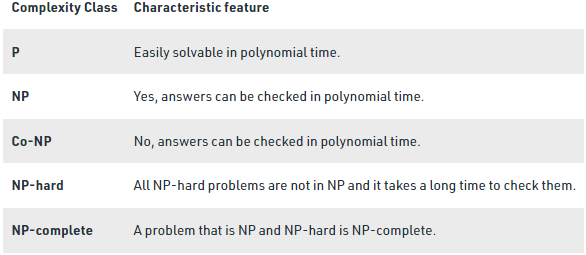 Complexity Class Characteristic feature
P Easily solvable in polynomial time.
NP Yes, answers can be checked in polynomial time.
Co-NP No, answers can be checked in polynomial time.
NP-hard All NP-hard problems are not in NP and it takes a long time to check them.
NP-complete A problem that is NP and NP-hard is NP-complete.